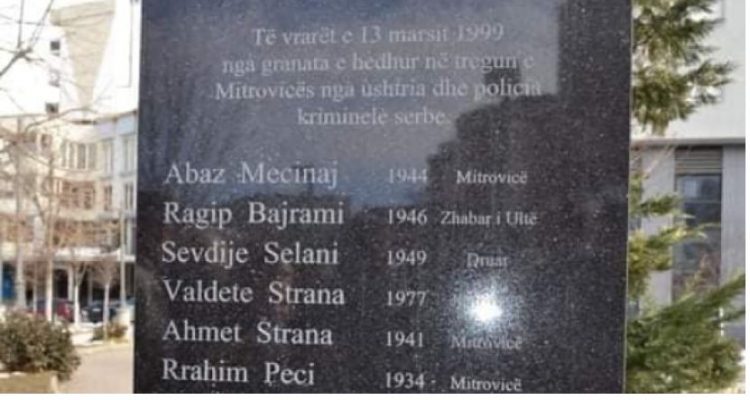 Të vrarët e 13 marsit 1999
nga granata e hedhur në tregun e
Mitrovicës nga ushtria dhe policia
kriminele serbe.
Abaz Mecinaj 1944 Mitrovicë
Ragip Bajrami 1946 Zhabar i Ultë
Sevdije Selani 1949 Druar
Valdete Strana 1977
Ahmet Strana 1941 Mitrovicë
Rrahim Peci 1934 Mitrovicë